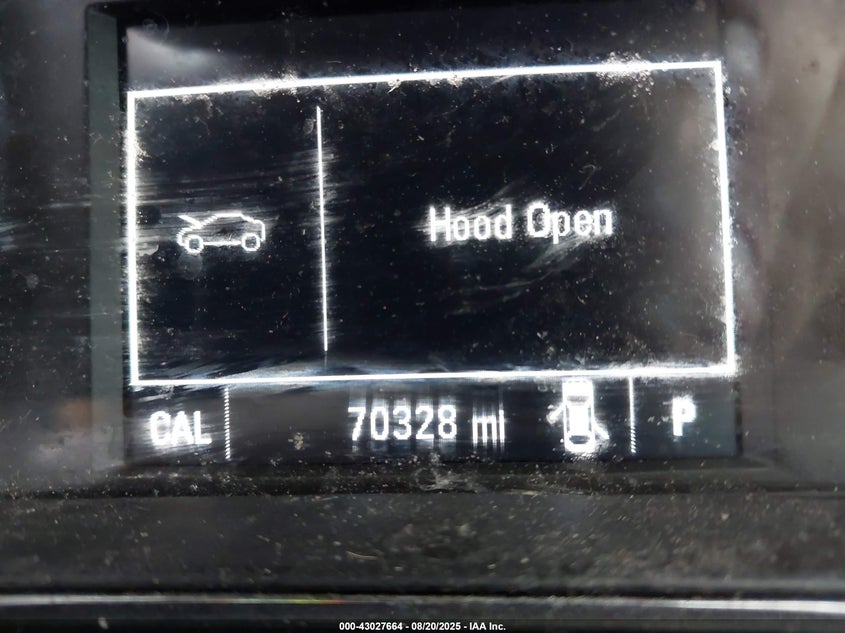 Hood Open
CAL
70328 mi
P
000-43027664 - 08/20/2025 - IAA Inc.